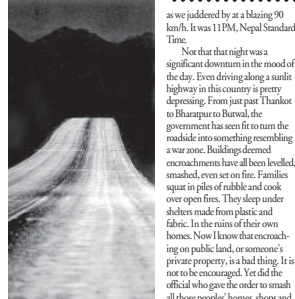 as we juddered by at a blazing 90
km/h. It was 11PM, Nepal Standard
Time.
Not that that night was a
significant downturn in the mood of
the day. Even driving along a sunlit
highway in this country is pretty
depressing. From just past Thankot
to Bharatpur to Butwal, the
government has seen fit to turn the
roadside into something resembling
a war zone. Buildings deemed
encroachments have all been levelled,
smashed, even set on fire. Families
squat in piles of rubble and cook
over open fires. They sleep under
shelters made from plastic and
fabric. In the ruins of their own
homes. Now I know that encroach-
ing on public land, or someone's
private property, is a bad thing. It is
not to be encouraged. Yet did the
official who gave the order to smash
all those peoples' homes, shops and